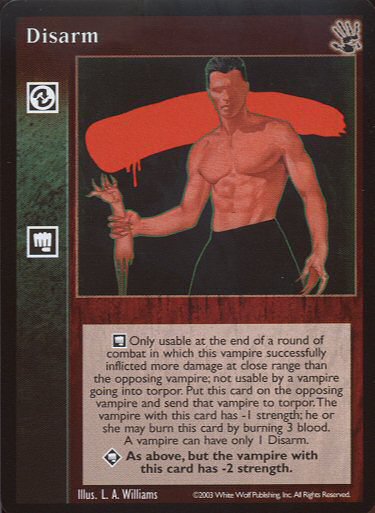 Disarm
Only usable at the end of a round of
combat in which this vampire successfully
inflicted more damage at close range than
the opposing vampire; not usable by a vampire
going into torpor. Put this card on the opposing
vampire and send that vampire to torpor. The
vampire with this card has -1 strength; he or
she may burn this card by burning 3 blood.
A vampire can have only 1 Disarm.
As above, but the vampire with
this card has -2 strength.
Illus. L. A. Williams
©2003 White Wolf Publishing, Inc. All Rights Reserved.